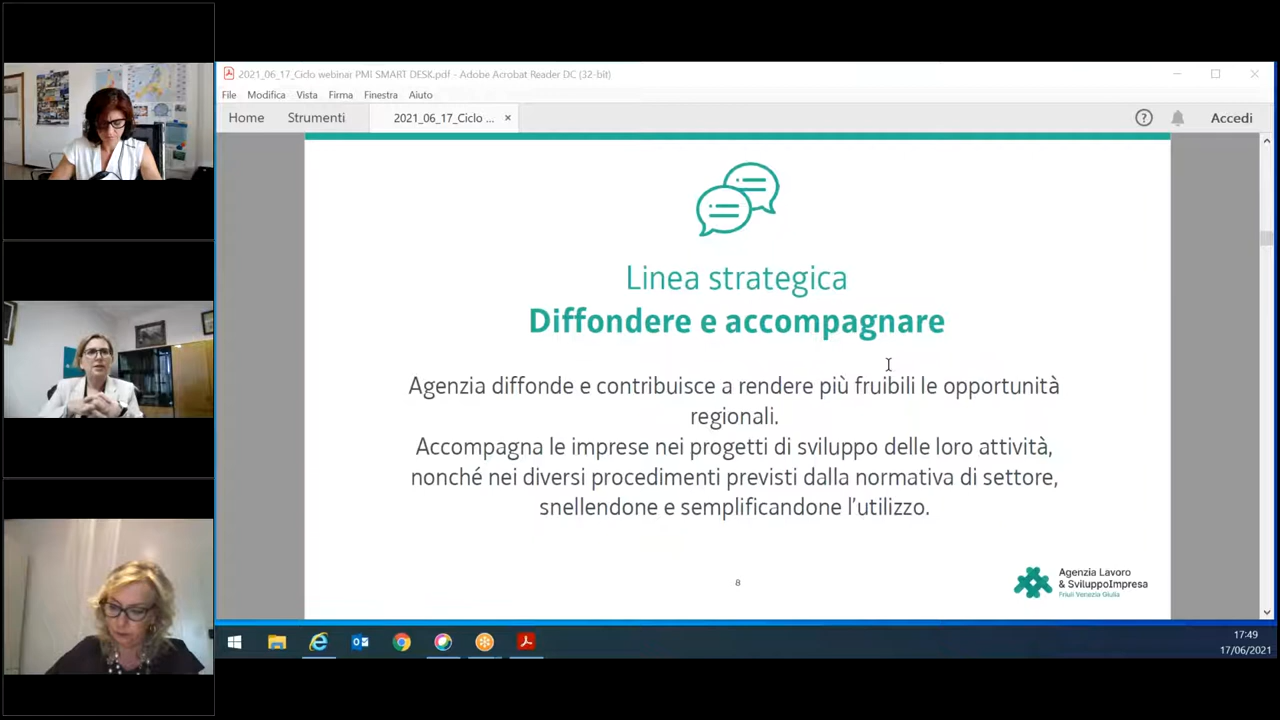 2021_06_17_Ciclo webinar PMI SMART DESK.pdf - Adobe Acrobat Reader DC (32-bit)
File Modifica Vista Firma Finestra Aiuto
Home Strumenti 2021_06_17_Ciclo ... × Accedi
Linea strategica
Diffondere e accompagnare
Agenzia diffonde e contribuisce a rendere più fruibili le opportunità
regionali.
Accompagna le imprese nei progetti di sviluppo delle loro attività,
nonché nei diversi procedimenti previsti dalla normativa di settore,
snellendone e semplificandone l'utilizzo.
8
Agenzia Lavoro
& SviluppoImpresa
Friuli Venezia Giulia
17:49
17/06/2021